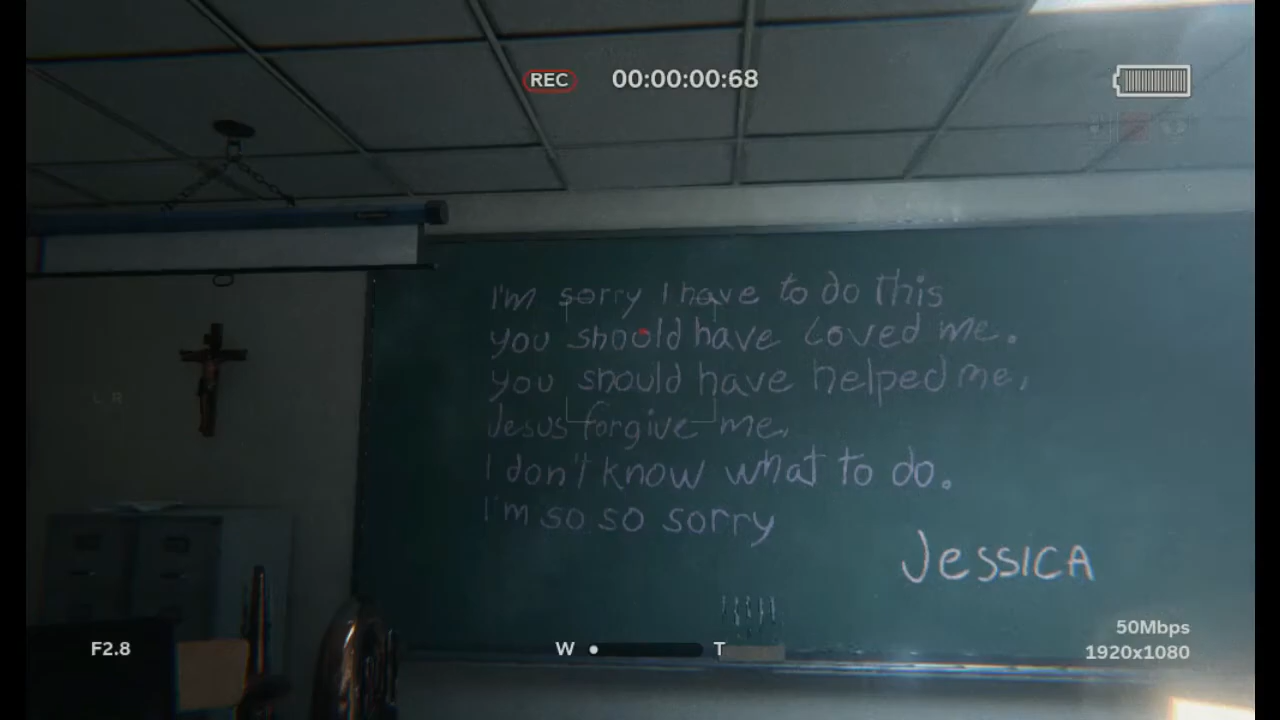 REC 00:00:00:68
I'm sorry I have to do this
you should have loved me.
you should have helped me,
Jesus forgive me,
I don't know what to do.
I'm so so sorry
JessicA
L R
F2.8
W T
50Mbps
1920x1080